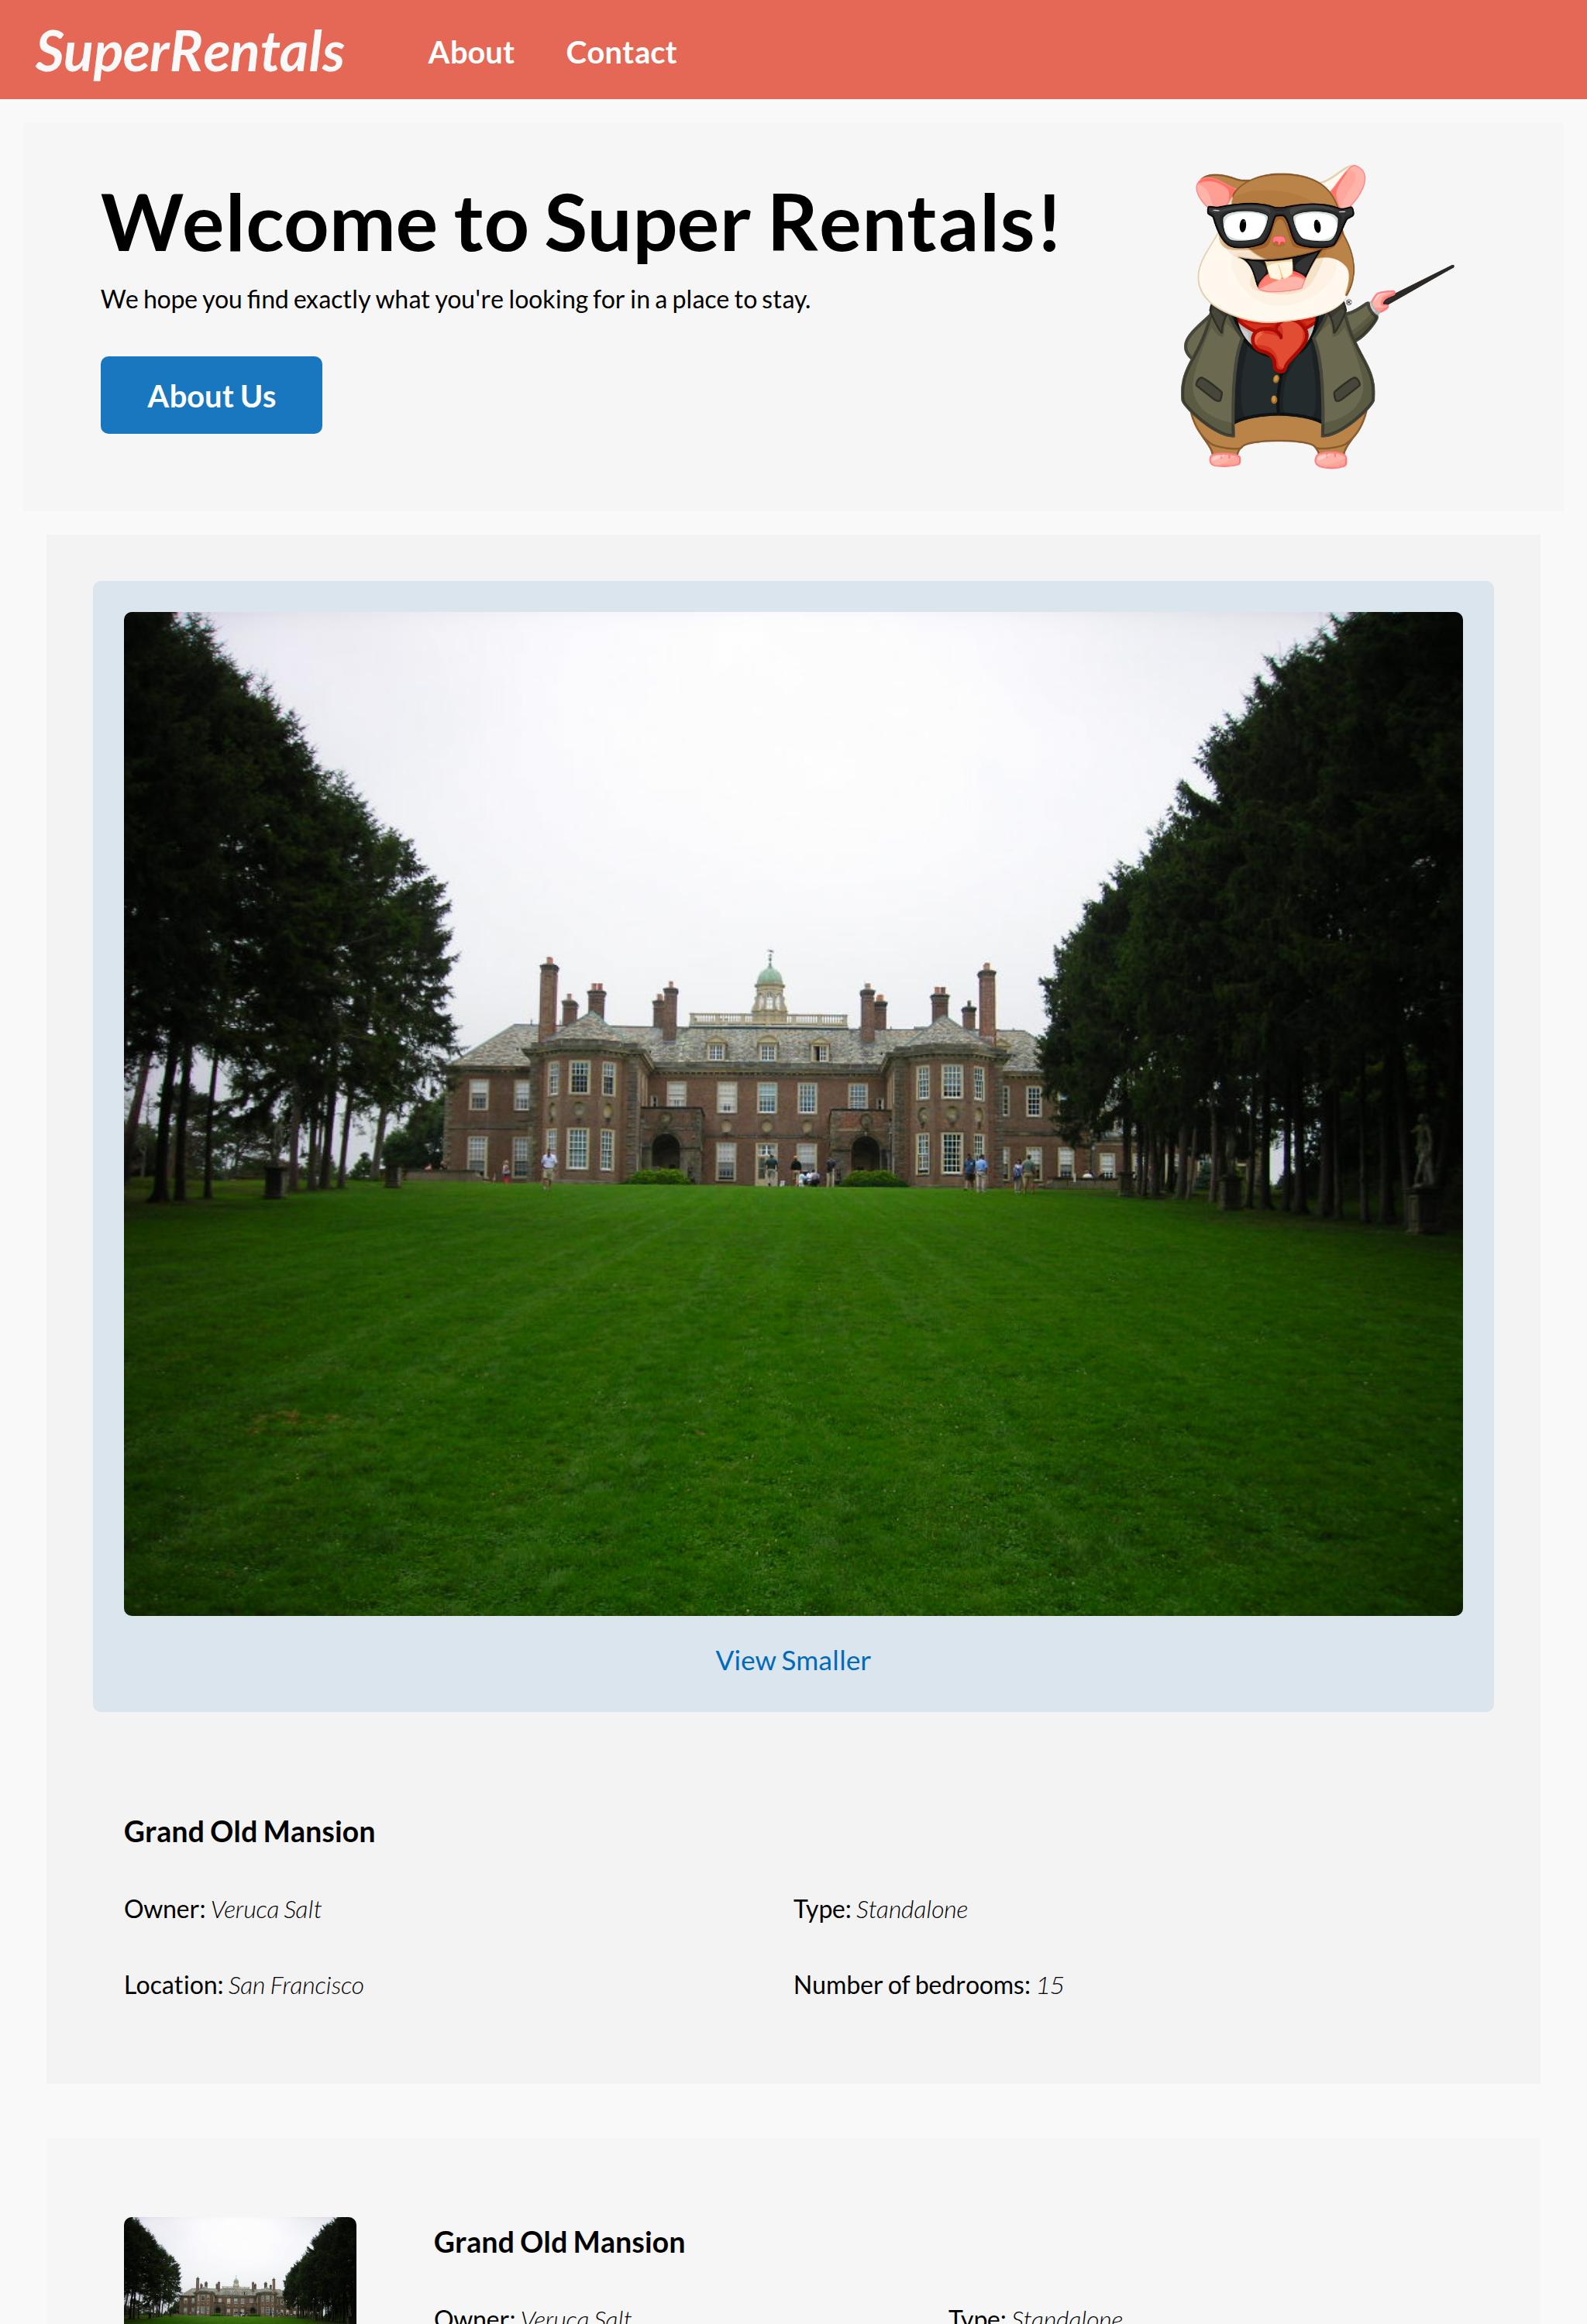 SuperRentals
About
Contact
Welcome to Super Rentals!
We hope you find exactly what you're looking for in a place to stay.
About Us
View Smaller
Grand Old Mansion
Owner: Veruca Salt
Type: Standalone
Location: San Francisco
Number of bedrooms: 15
Grand Old Mansion
Owner: Veruca Salt
Type: Standalone